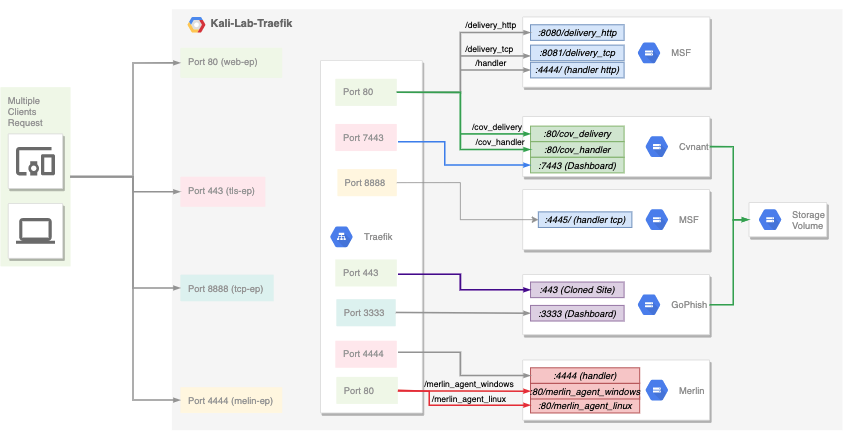 Kali-Lab-Traefik
Multiple
Clients
Request
Port 80 (web-ep)
Port 443 (tls-ep)
Port 8888 (tcp-ep)
Port 4444 (melin-ep)
Port 80
Port 7443
Port 8888
Traefik
Port 443
Port 3333
Port 4444
Port 80
/delivery_http
/delivery_tcp
/handler
/cov_delivery
/cov_handler
/merlin_agent_windows
/merlin_agent_linux
:8080/delivery_http
:8081/delivery_tcp
:4444/ (handler http)
MSF
:80/cov_delivery
:80/cov_handler
:7443 (Dashboard)
Cvnant
:4445/ (handler tcp)
MSF
:443 (Cloned Site)
:3333 (Dashboard)
GoPhish
:4444 (handler)
:80/merlin_agent_windows
:80/merlin_agent_linux
Merlin
Storage
Volume